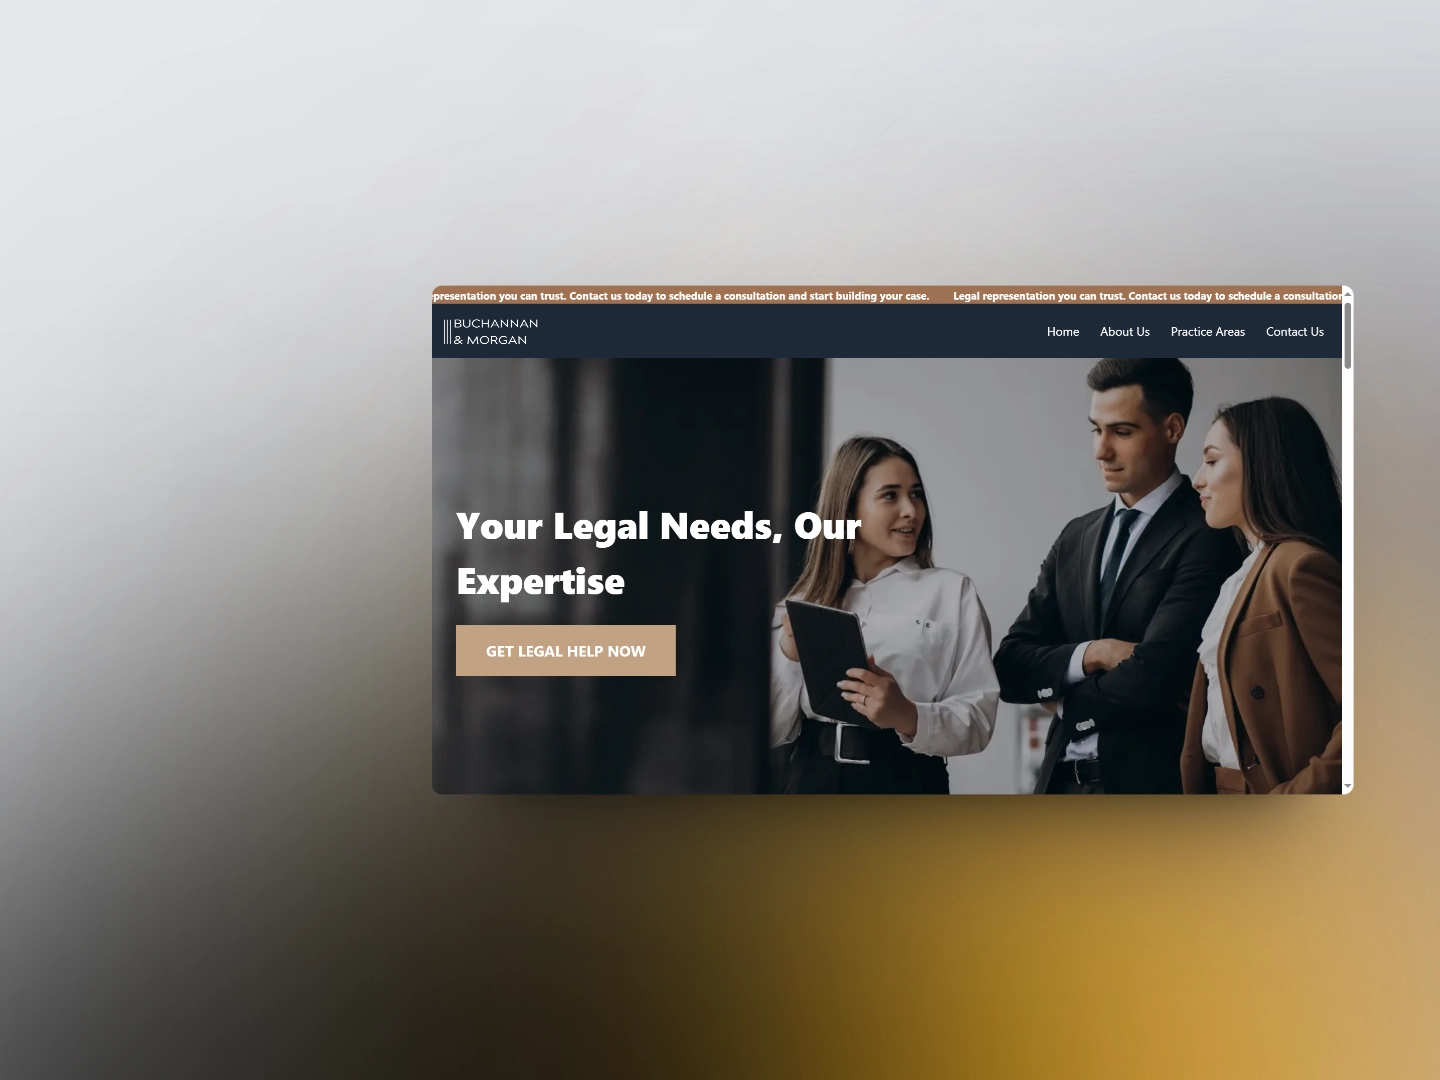 presentation you can trust. Contact us today to schedule a consultation and start building your case. Legal representation you can trust. Contact us today to schedule a consultation
BUCHANNAN
& MORGAN
Home About Us Practice Areas Contact Us
Your Legal Needs, Our
Expertise
GET LEGAL HELP NOW